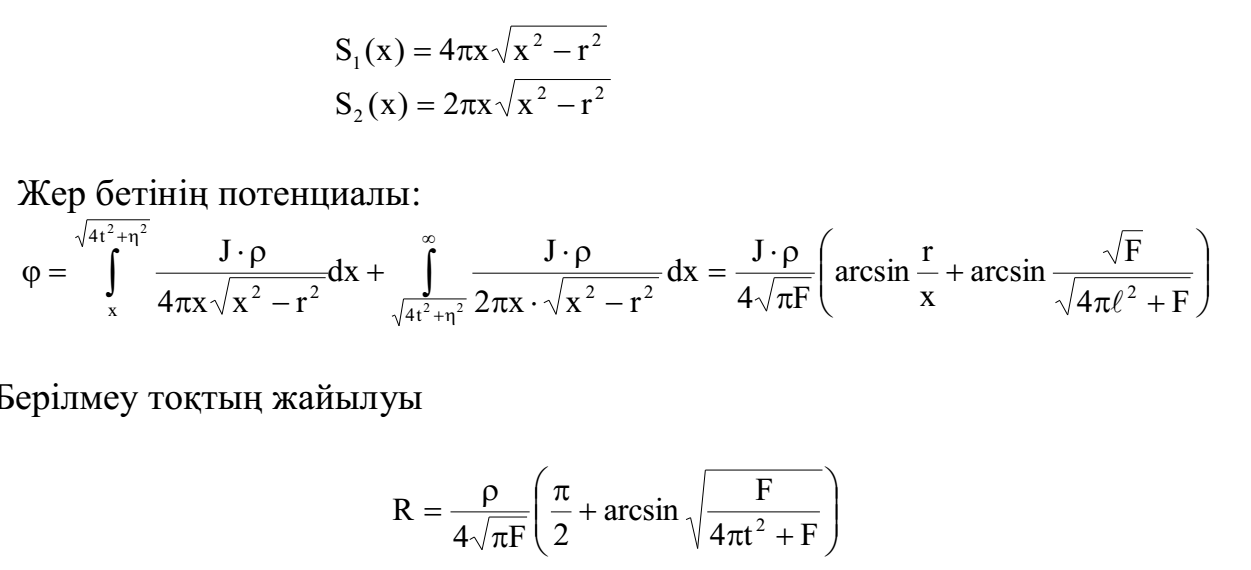 S₁(x) = 4πx√(x² − r²)
S₂(x) = 2πx√(x² − r²)
Жер бетінің потенциалы:
φ = ∫_x^√(4t²+η²) (J·ρ)/(4πx√(x² − r²)) dx + ∫_√(4t²+η²)^∞ (J·ρ)/(2πx·√(x² − r²)) dx = (J·ρ)/(4√(πF)) (arcsin r/x + arcsin √F/√(4πℓ² + F))
Берілмеу тоқтың жайылуы
R = ρ/(4√(πF)) (π/2 + arcsin √(F/(4πt² + F)))